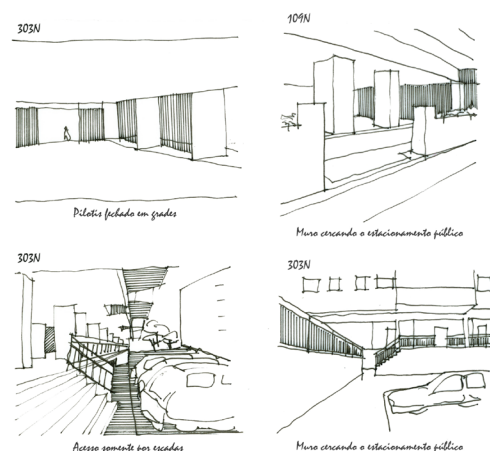 303N
109N
Pilotis fechado em grades
Muro cercando o estacionamento público
303N
303N
Acesso somente por escadas
Muro cercando o estacionamento público